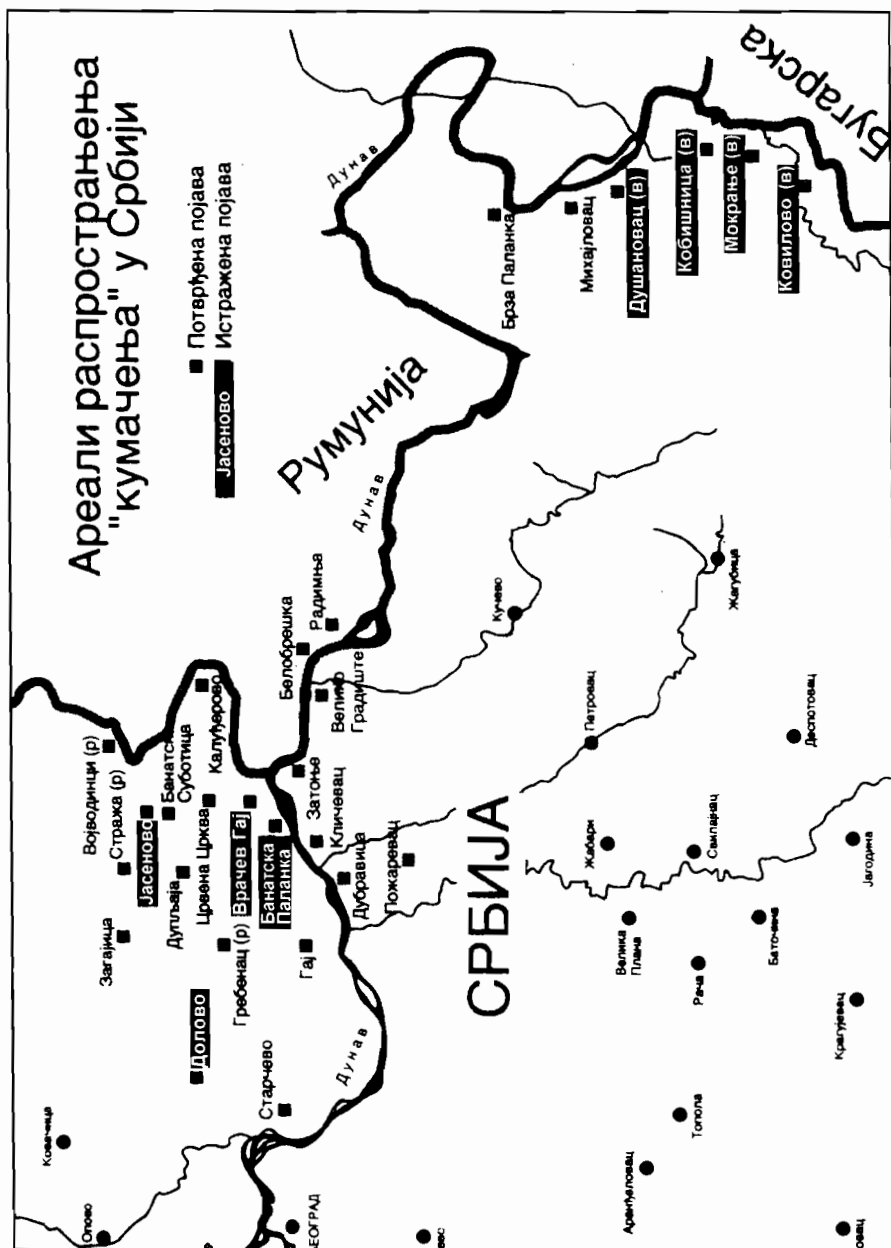 Ареали распрострањења
"кумачења" у Србији
Потврђена појава
Јасеново Истражена појава
Румунија
Бугарска
СРБИЈА
Дунав
Дунав
Дунав
Војводинци (р)
Стража (р)
Загајица
Јасеново
Банатска
Суботица
Дупљаја
Калуђерово
Црвена Црква
Врачев Гај
Гребенац (р)
Банатска
Паланка
Гај
Долово
Старчево
Белобрешка
Радимња
Велико
Градиште
Затоње
Кличевац
Дубравица
Пожаревац
Брза Паланка
Михајловац
Душановац (в)
Кобишница (в)
Мокрање (в)
Ковилово (в)
Ковачица
Опово
Кучево
Жагубица
Петровац
Деспотовац
Жабари
Свилајнац
Јагодина
Велика
Плана
Рача
Баточина
Крагујевац
Топола
Аранђеловац
ЕОГРАД
овац